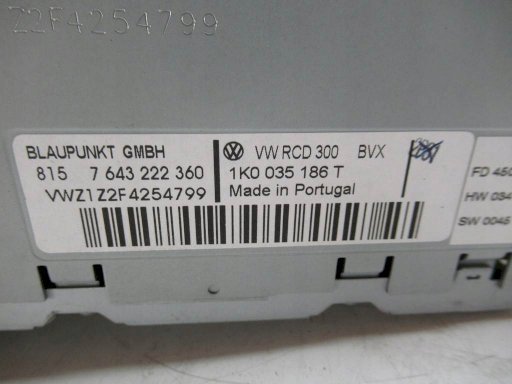 Z2F4254799
BLAUPUNKT GMBH
815 7 643 222 360
VWZ1Z2F4254799
VW RCD 300 BVX
1K0 035 186 T
Made in Portugal
FD 450
HW 034
SW 0045